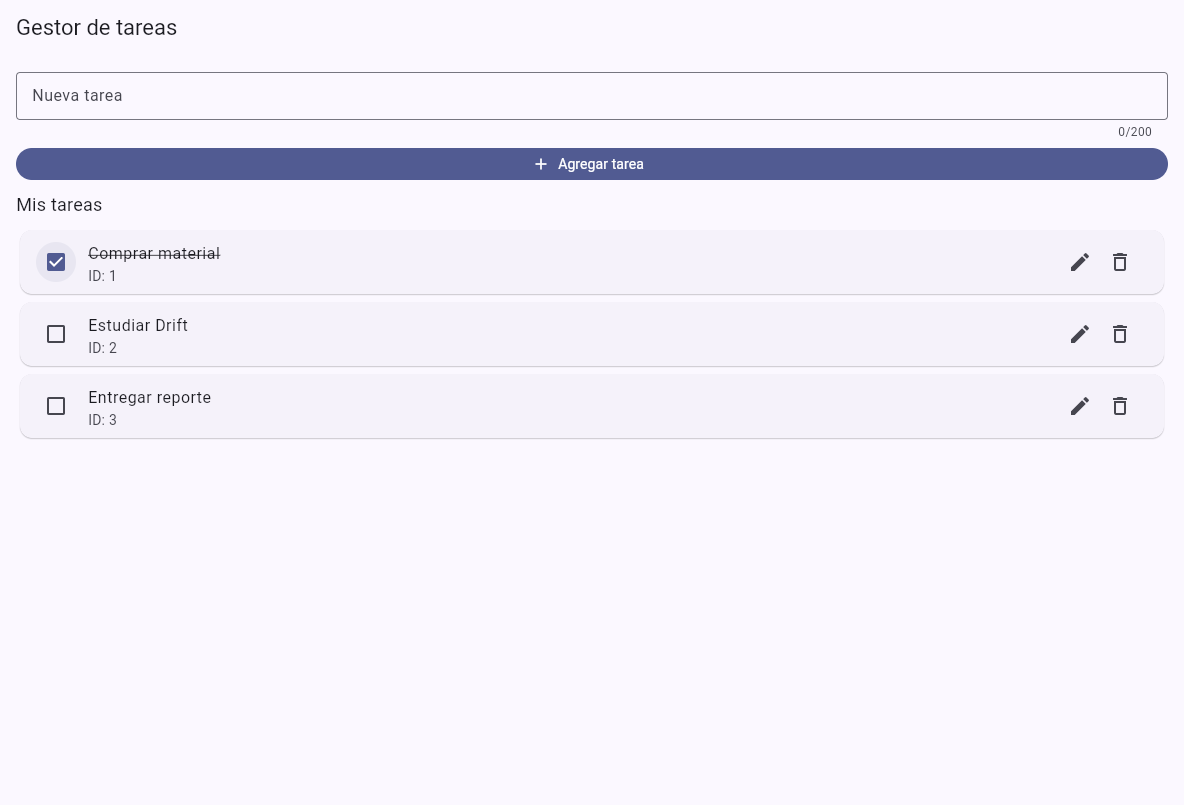 Gestor de tareas
Nueva tarea
0/200
Agregar tarea
Mis tareas
Comprar material
ID: 1
Estudiar Drift
ID: 2
Entregar reporte
ID: 3